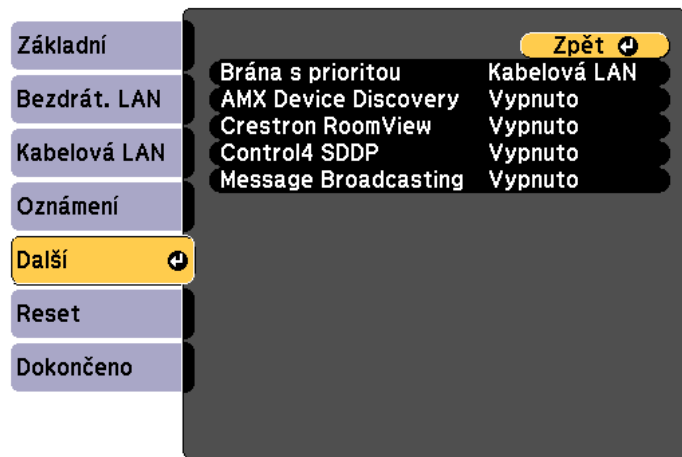 Základní
Bezdrát. LAN
Kabelová LAN
Oznámení
Další
Reset
Dokončeno
Zpět
Brána s prioritou Kabelová LAN
AMX Device Discovery Vypnuto
Crestron RoomView Vypnuto
Control4 SDDP Vypnuto
Message Broadcasting Vypnuto